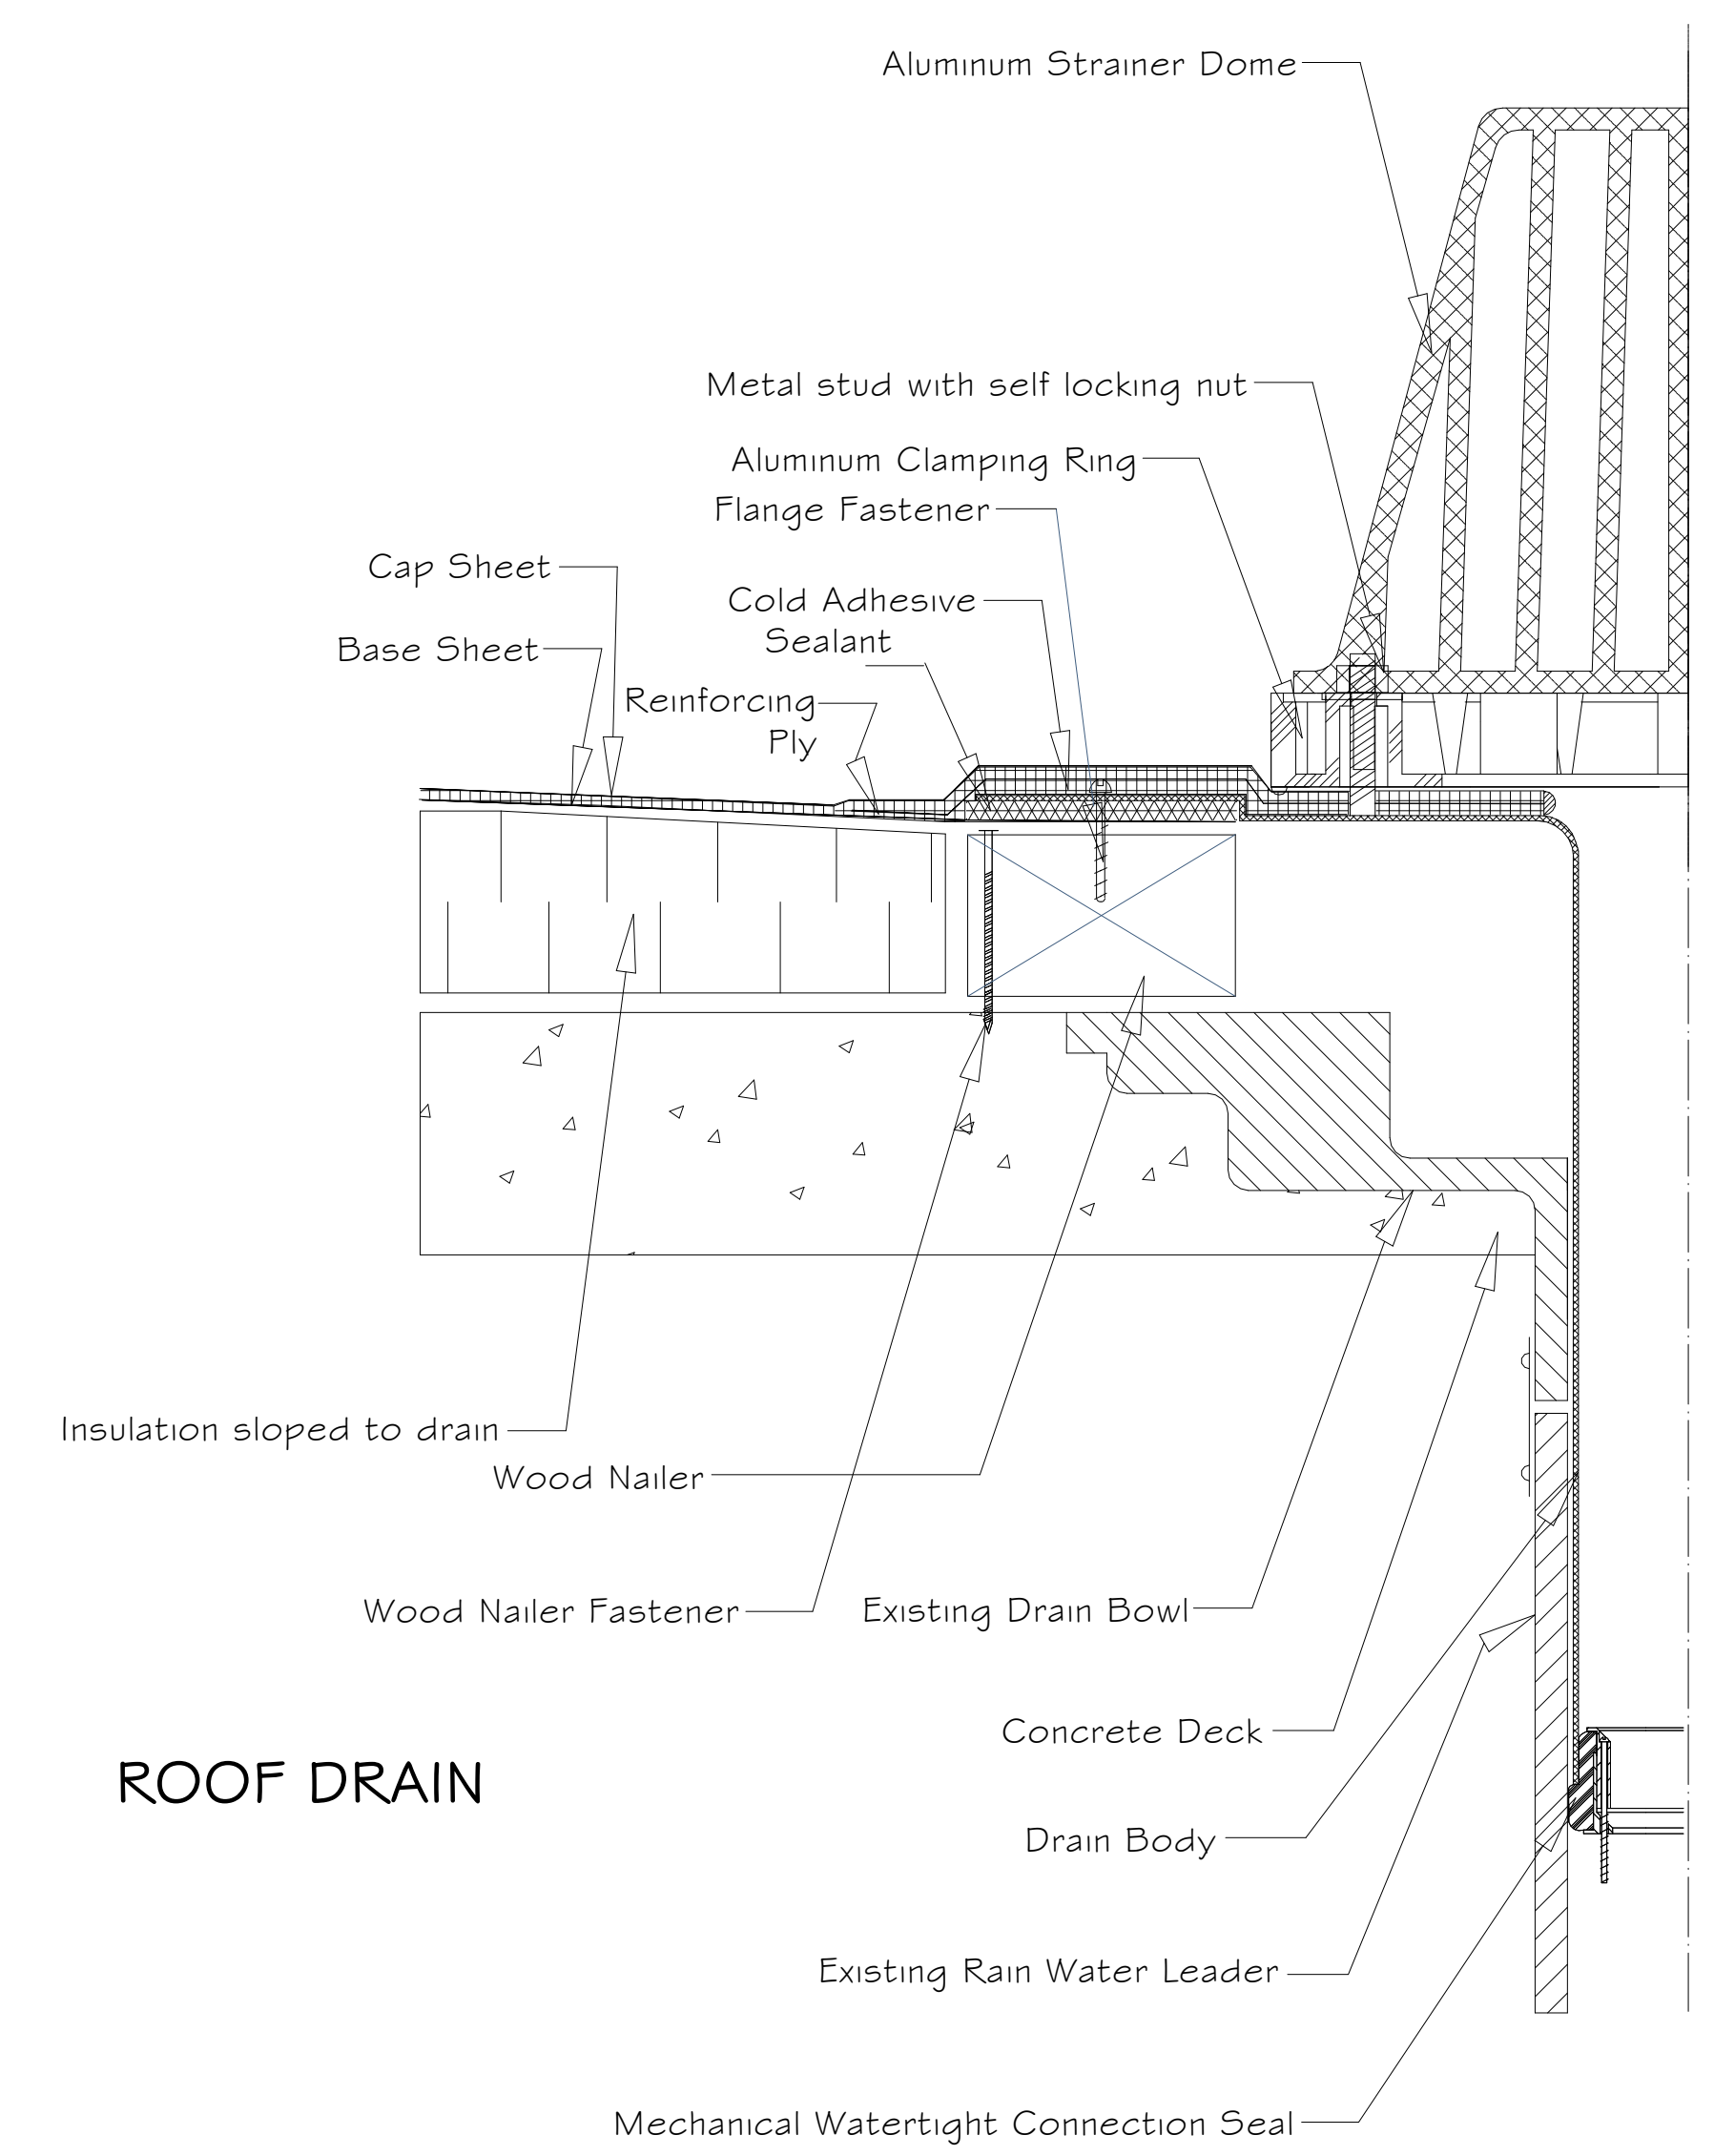 Aluminum Strainer Dome
Metal stud with self locking nut
Aluminum Clamping Ring
Flange Fastener
Cap Sheet
Cold Adhesive
Sealant
Base Sheet
Reinforcing
Ply
Insulation sloped to drain
Wood Nailer
Wood Nailer Fastener
Existing Drain Bowl
Concrete Deck
ROOF DRAIN
Drain Body
Existing Rain Water Leader
Mechanical Watertight Connection Seal